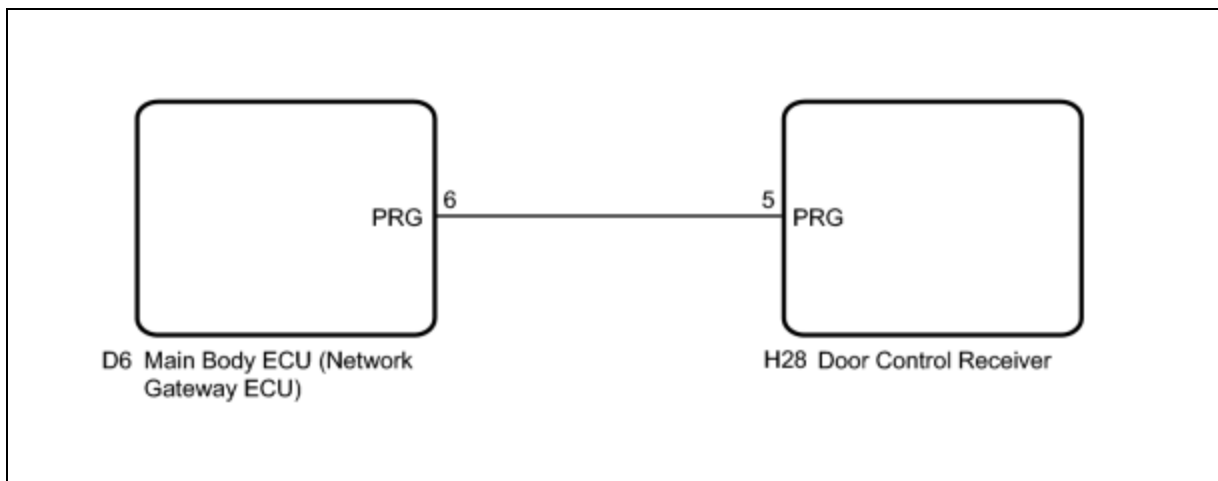 6
5
PRG
PRG
D6 Main Body ECU (Network
Gateway ECU)
H28 Door Control Receiver